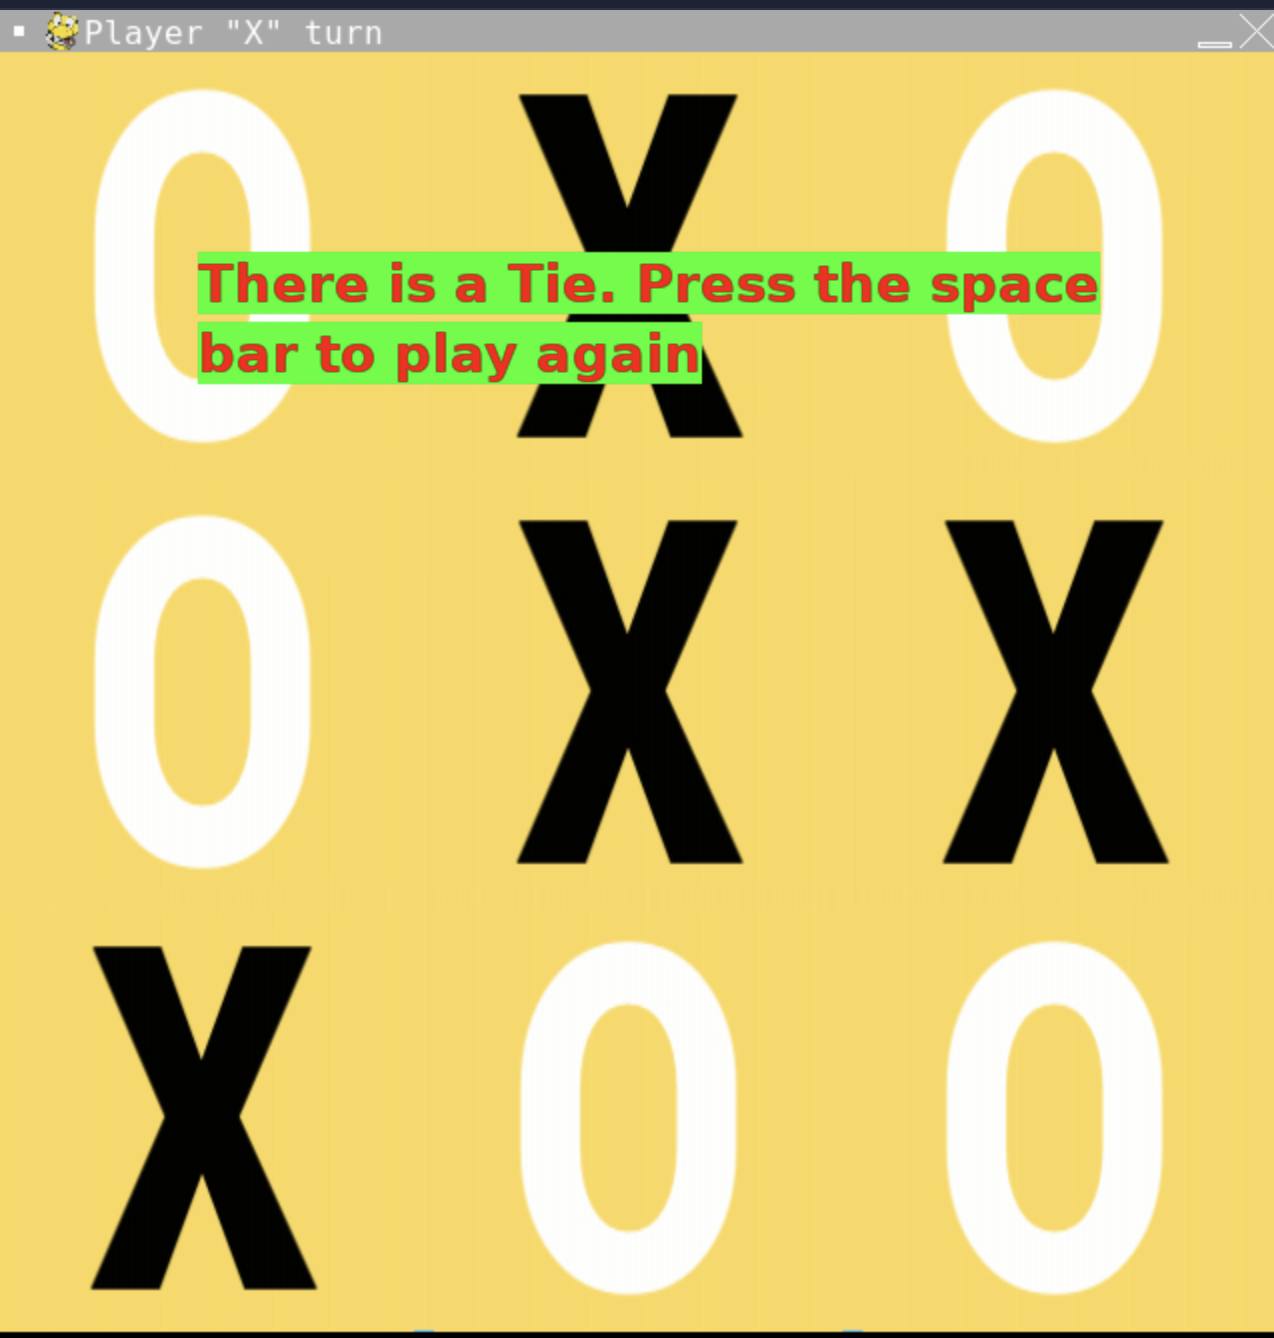 Player "X" turn
O X O
There is a Tie. Press the space
bar to play again
O X X
X O O